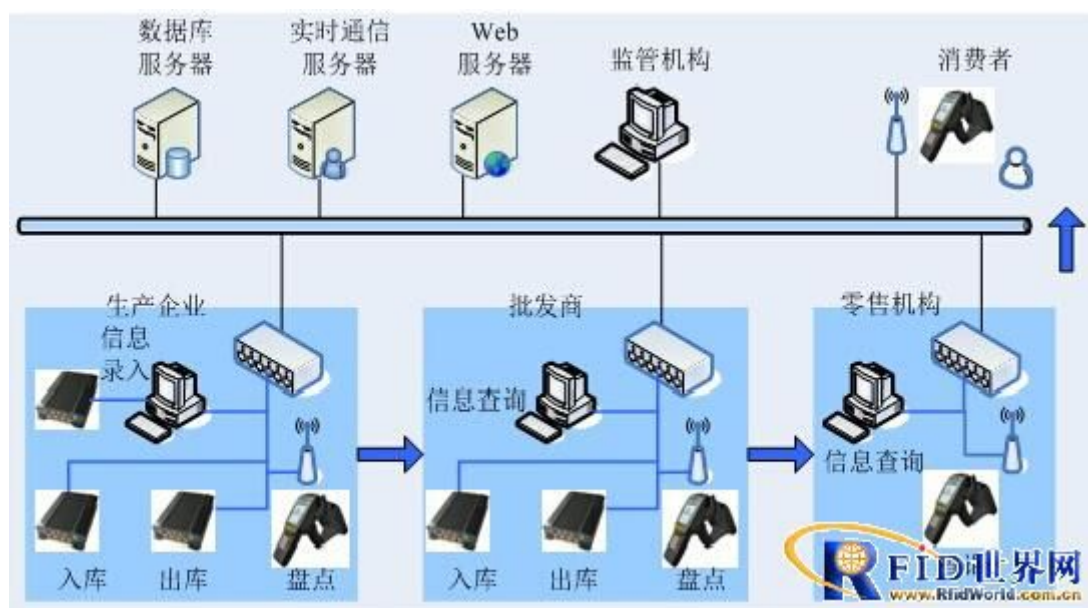 数据库
服务器
实时通信
服务器
Web
服务器
监管机构
消费者
生产企业
信息
录入
入库
出库
盘点
批发商
信息查询
入库
出库
盘点
零售机构
信息查询
RFID世界网
www.RfidWorld.com.cn